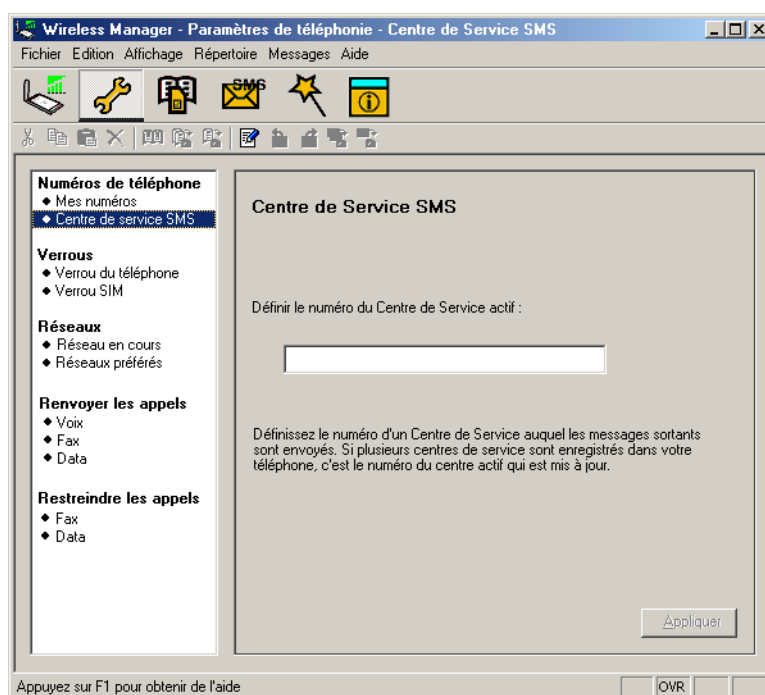 Wireless Manager - Paramètres de téléphonie - Centre de Service SMS
Fichier Edition Affichage Répertoire Messages Aide
SMS
Numéros de téléphone
Mes numéros
Centre de service SMS
Verrous
Verrou du téléphone
Verrou SIM
Réseaux
Réseau en cours
Réseaux préférés
Renvoyer les appels
Voix
Fax
Data
Restreindre les appels
Fax
Data
Centre de Service SMS
Définir le numéro du Centre de Service actif :
Définissez le numéro d'un Centre de Service auquel les messages sortants
sont envoyés. Si plusieurs centres de service sont enregistrés dans votre
téléphone, c'est le numéro du centre actif qui est mis à jour.
Appliquer
Appuyez sur F1 pour obtenir de l'aide
OVR